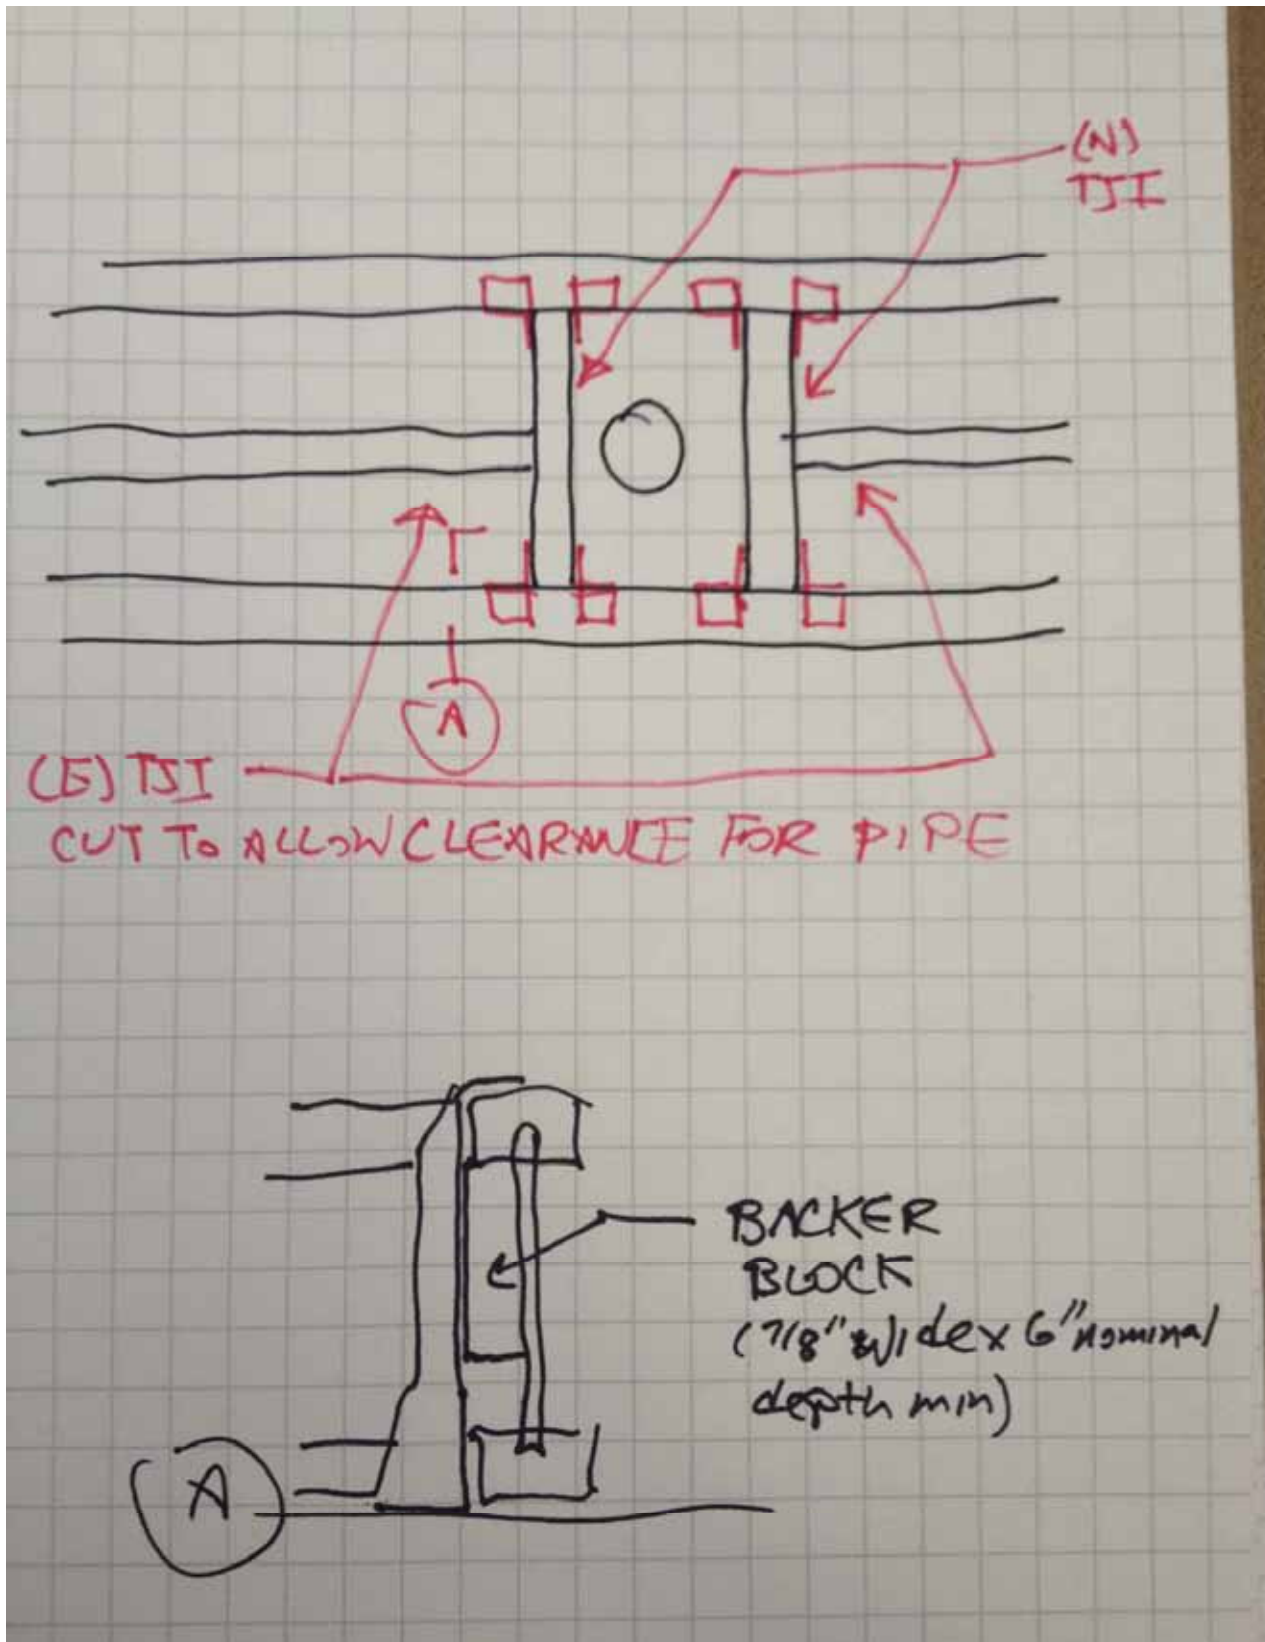 (N)
TJI
A
(E) TJI
CUT TO ALLOW CLEARANCE FOR PIPE
BACKER
BLOCK
(7/8" wide x 6" nominal
depth min)
A